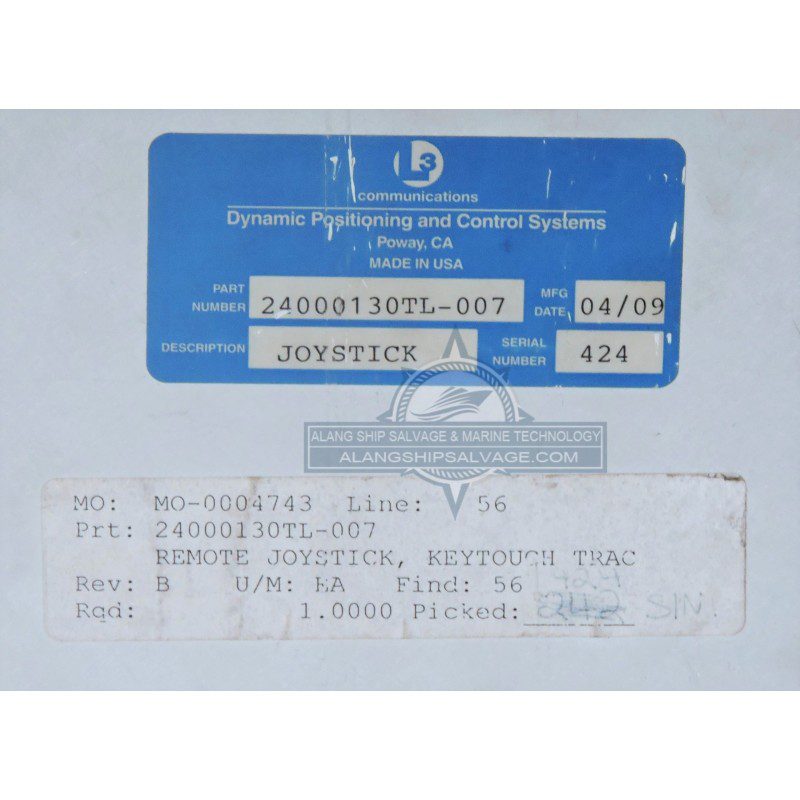 L3
communications
Dynamic Positioning and Control Systems
Poway, CA
MADE IN USA
PART NUMBER 24000130TL-007 MFG DATE 04/09
DESCRIPTION JOYSTICK SERIAL NUMBER 424
ALANG SHIP SALVAGE & MARINE TECHNOLOGY
ALANGSHIPSALVAGE.COM
MO: MO-0004743 Line: 56
Prt: 24000130TL-007
REMOTE JOYSTICK, KEYTOUCH TRAC
Rev: B U/M: EA Find: 56
424
Rqd: 1.0000 Picked: S/N